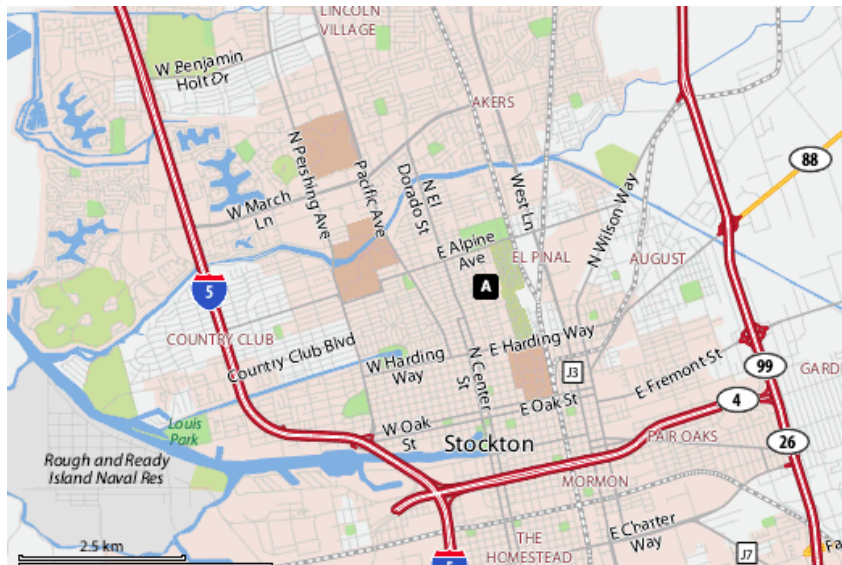 LINCOLN
VILLAGE
W Benjamin
Holt Dr
AKERS
88
N Pershing Ave
Pacific Ave
N El
Dorado St
West Ln
N Wilson Way
W March
Ln
E Alpine
Ave
EL PINAL
AUGUST
5
A
COUNTRY CLUB
Country Club Blvd
W Harding
Way
E Harding Way
N Center
St
J3
99
GARD
E Fremont St
4
E Oak St
W Oak
St
Louis
Park
Stockton
26
FAIR OAKS
Rough and Ready
Island Naval Res
MORMON
THE
HOMESTEAD
E Charter
Way
2.5 km
5
J7
Fa